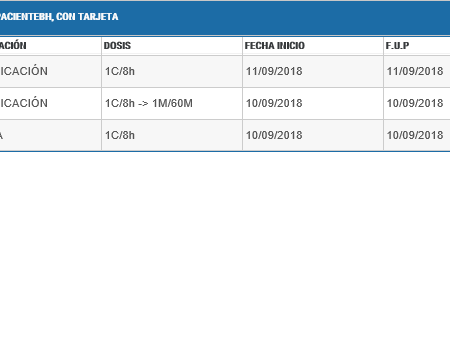 PACIENTEBH, CON TARJETA
ACIÓN DOSIS FECHA INICIO F.U.P
ICACIÓN 1C/8h 11/09/2018 11/09/2018
ICACIÓN 1C/8h -> 1M/60M 10/09/2018 10/09/2018
A 1C/8h 10/09/2018 10/09/2018